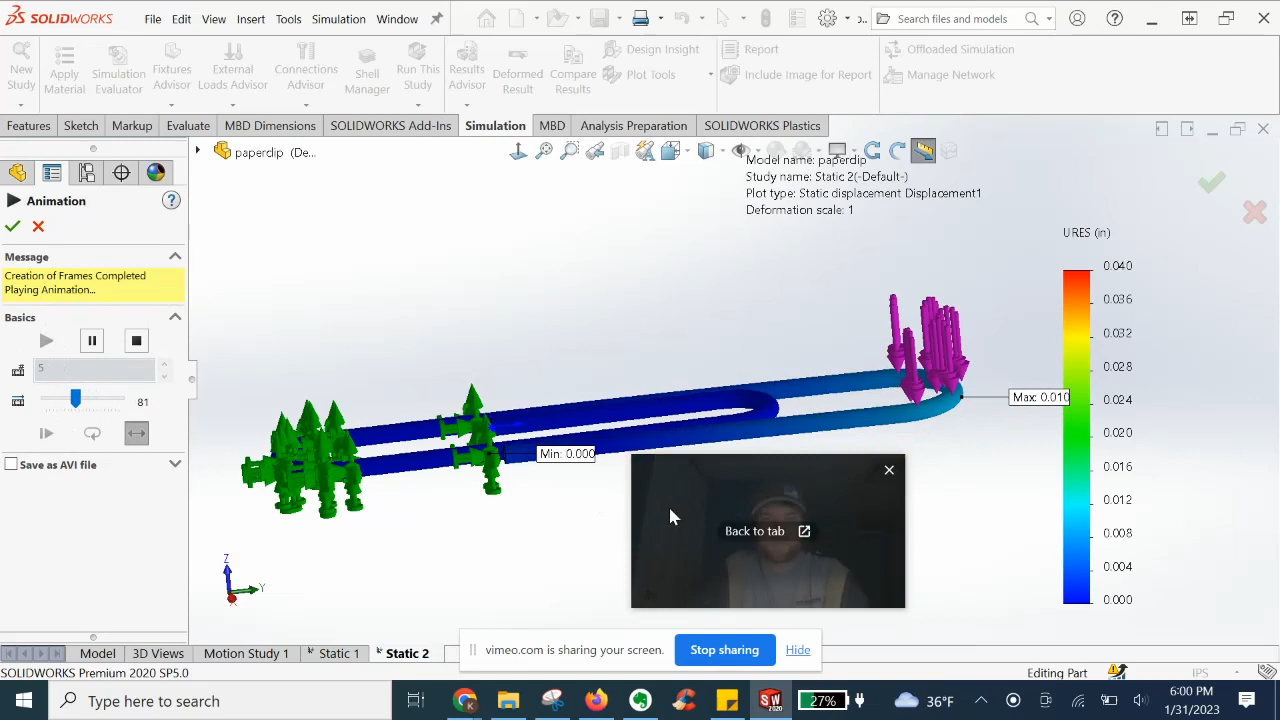 SOLIDWORKS
File Edit View Insert Tools Simulation Window
Search files and models
New Study
Apply Material
Simulation Evaluator
Fixtures Advisor
External Loads Advisor
Connections Advisor
Shell Manager
Run This Study
Results Advisor
Deformed Result
Compare Results
Design Insight
Plot Tools
Report
Include Image for Report
Offloaded Simulation
Manage Network
Features Sketch Markup Evaluate MBD Dimensions SOLIDWORKS Add-Ins Simulation MBD Analysis Preparation SOLIDWORKS Plastics
paperclip (De...
Model name: paperclip
Study name: Static 2(-Default-)
Plot type: Static displacement Displacement1
Deformation scale: 1
Animation
Message
Creation of Frames Completed
Playing Animation...
Basics
5
81
Save as AVI file
URES (in)
0.040
0.036
0.032
0.028
0.024
0.020
0.016
0.012
0.008
0.004
0.000
Max: 0.010
Min: 0.000
Back to tab
Z
Y
X
vimeo.com is sharing your screen.
Stop sharing
Hide
Model 3D Views Motion Study 1 Static 1 Static 2
SOLIDWORKS Premium 2020 SP5.0
Editing Part
IPS
Type here to search
SW
2020
27%
36°F
6:00 PM
1/31/2023